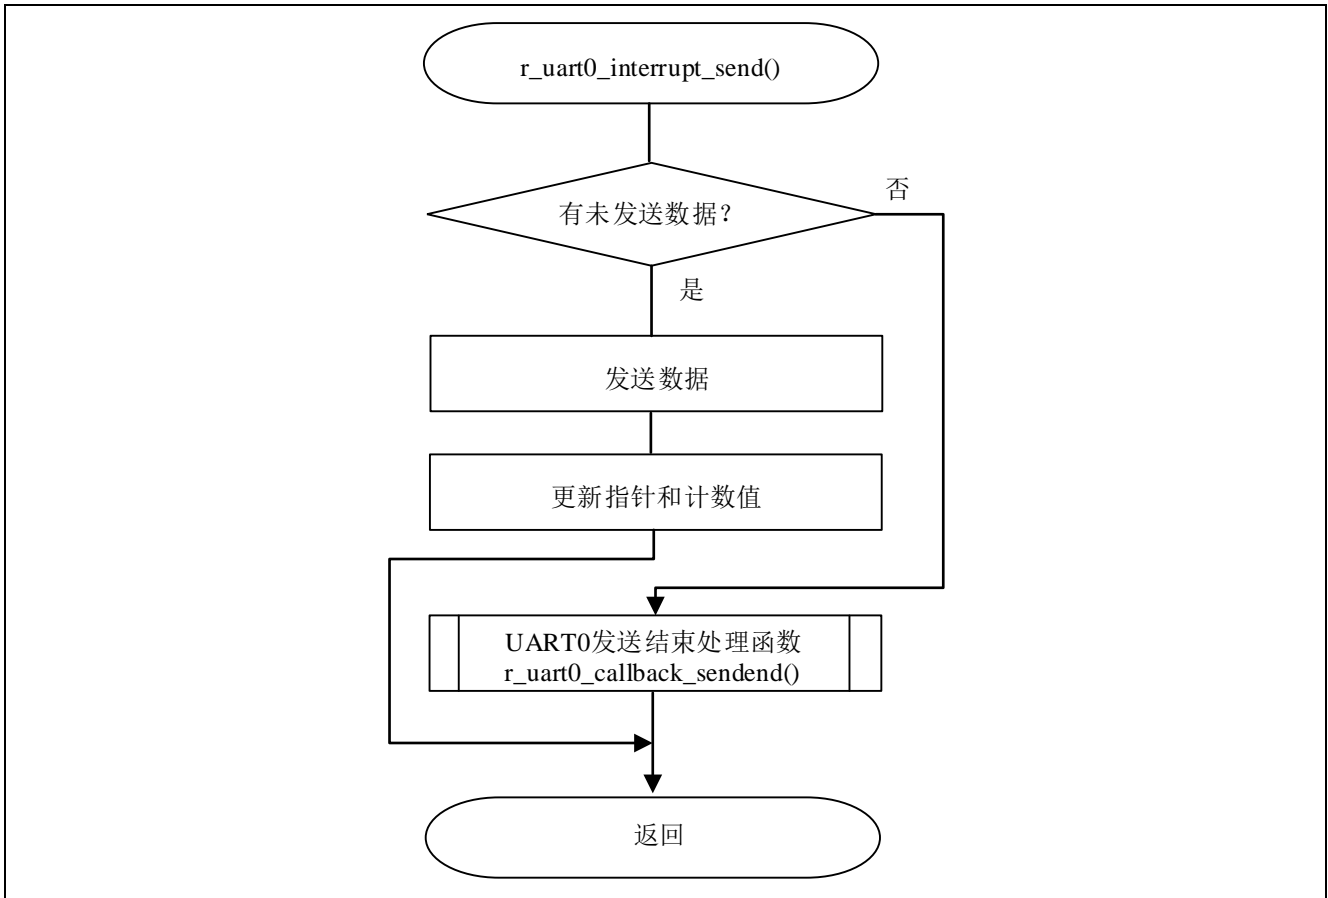 r_uart0_interrupt_send()
有未发送数据？
否
是
发送数据
更新指针和计数值
UART0发送结束处理函数
r_uart0_callback_sendend()
返回